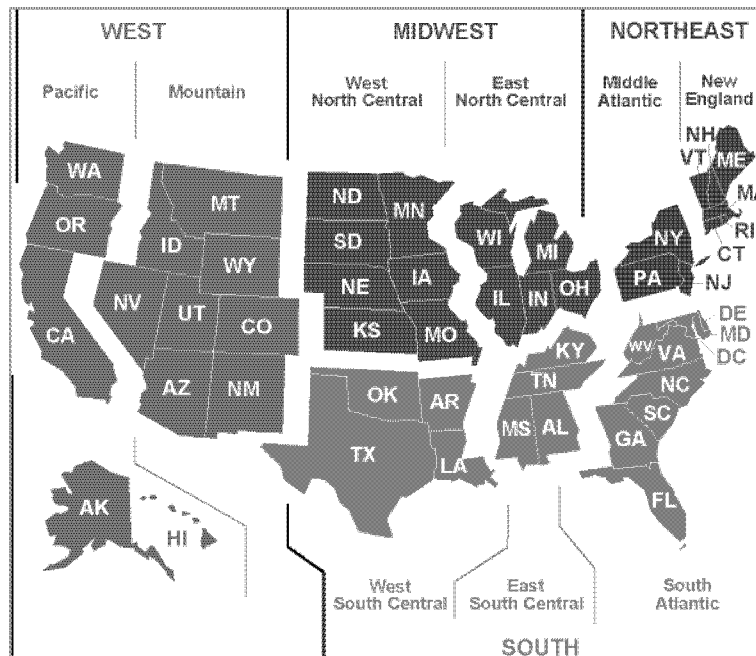 WEST
MIDWEST
NORTHEAST
Pacific
Mountain
West
North Central
East
North Central
Middle
Atlantic
New
England
NH
VT
ME
MA
RI
CT
NJ
NY
PA
WA
OR
CA
MT
ID
WY
NV
UT
CO
AZ
NM
ND
SD
NE
KS
MN
IA
MO
WI
MI
IL
IN
OH
DE
MD
DC
WV
VA
NC
SC
GA
FL
KY
TN
MS
AL
OK
TX
AR
LA
AK
HI
West
South Central
East
South Central
South
Atlantic
SOUTH